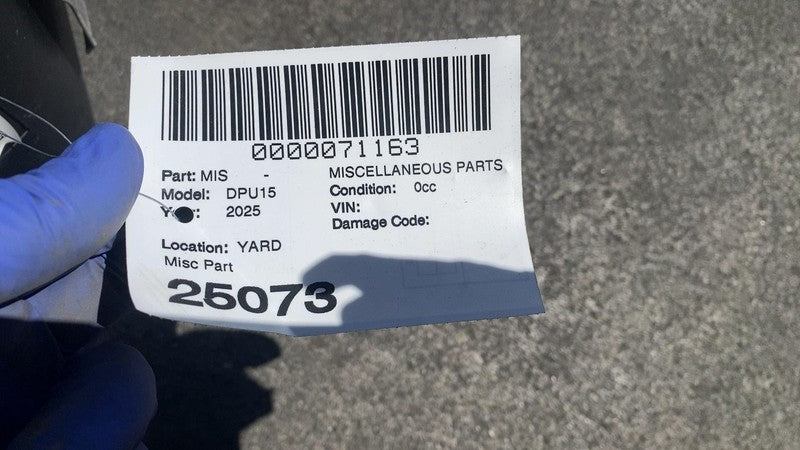 0000071163
Part: MIS - MISCELLANEOUS PARTS
Model: DPU15 Condition: 0cc
2025 VIN:
Damage Code:
Location: YARD
Misc Part
25073